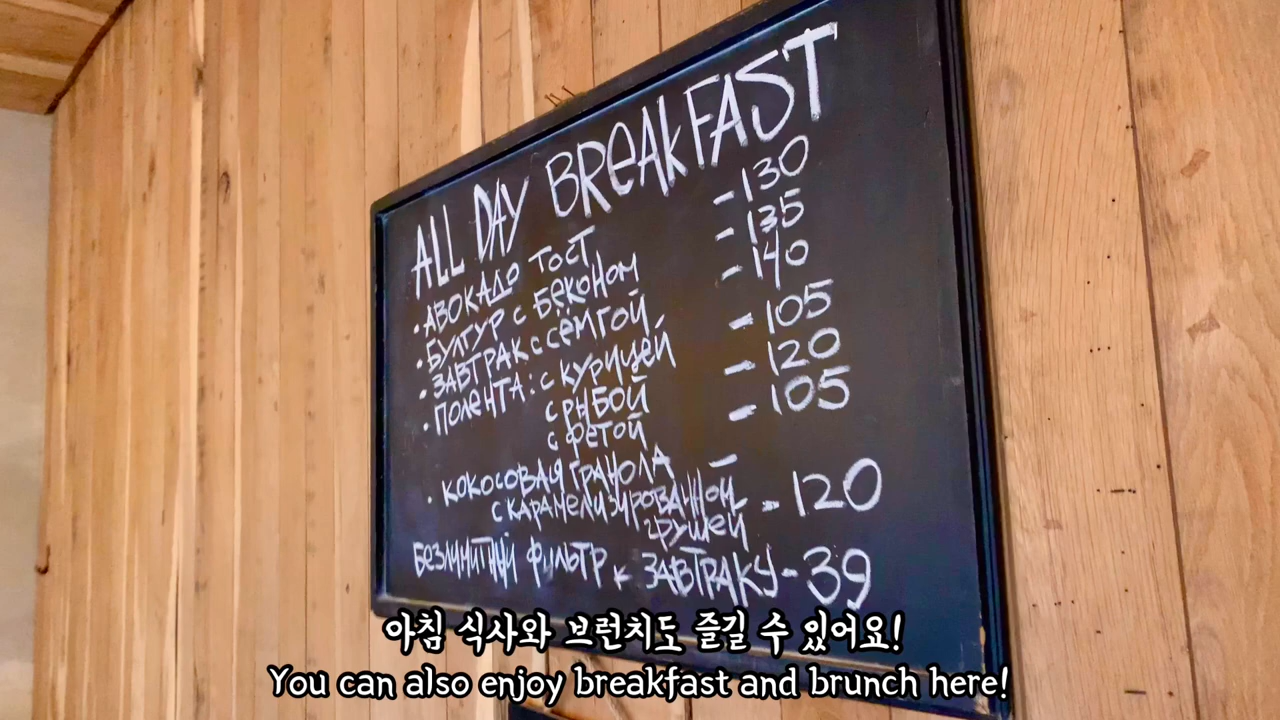 ALL DAY BREAKFAST
• АВОКАДО ТОСТ - 130
• БУЛГУР С БЕКОНОМ - 135
• ЗАВТРАК С СЁМГОЙ - 140
• ПОЛЕНТА: С КУРИЦЕЙ - 105
С РЫБОЙ - 120
С ФЕТОЙ - 105
• КОКОСОВАЯ ГРАНОЛА -
С КАРАМЕЛИЗИРОВАННОЙ - 120
ГРУШЕЙ
БЕЗЛИМИТНЫЙ ФИЛЬТР К ЗАВТРАКУ - 39
아침 식사와 브런치도 즐길 수 있어요!
You can also enjoy breakfast and brunch here!